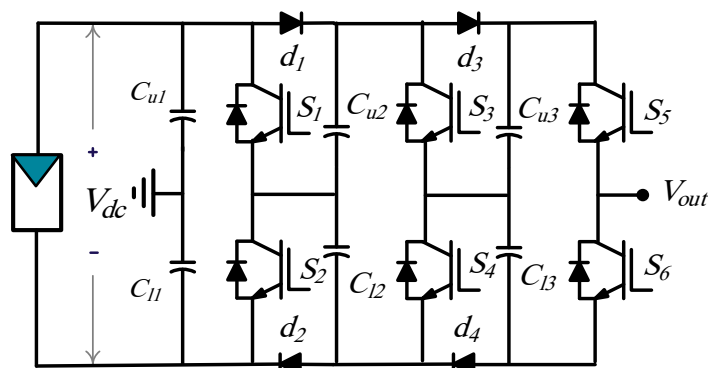 d1
d3
Cu1
S1
Cu2
S3
Cu3
S5
+
Vdc
Vout
-
Cl1
S2
Cl2
S4
Cl3
S6
d2
d4